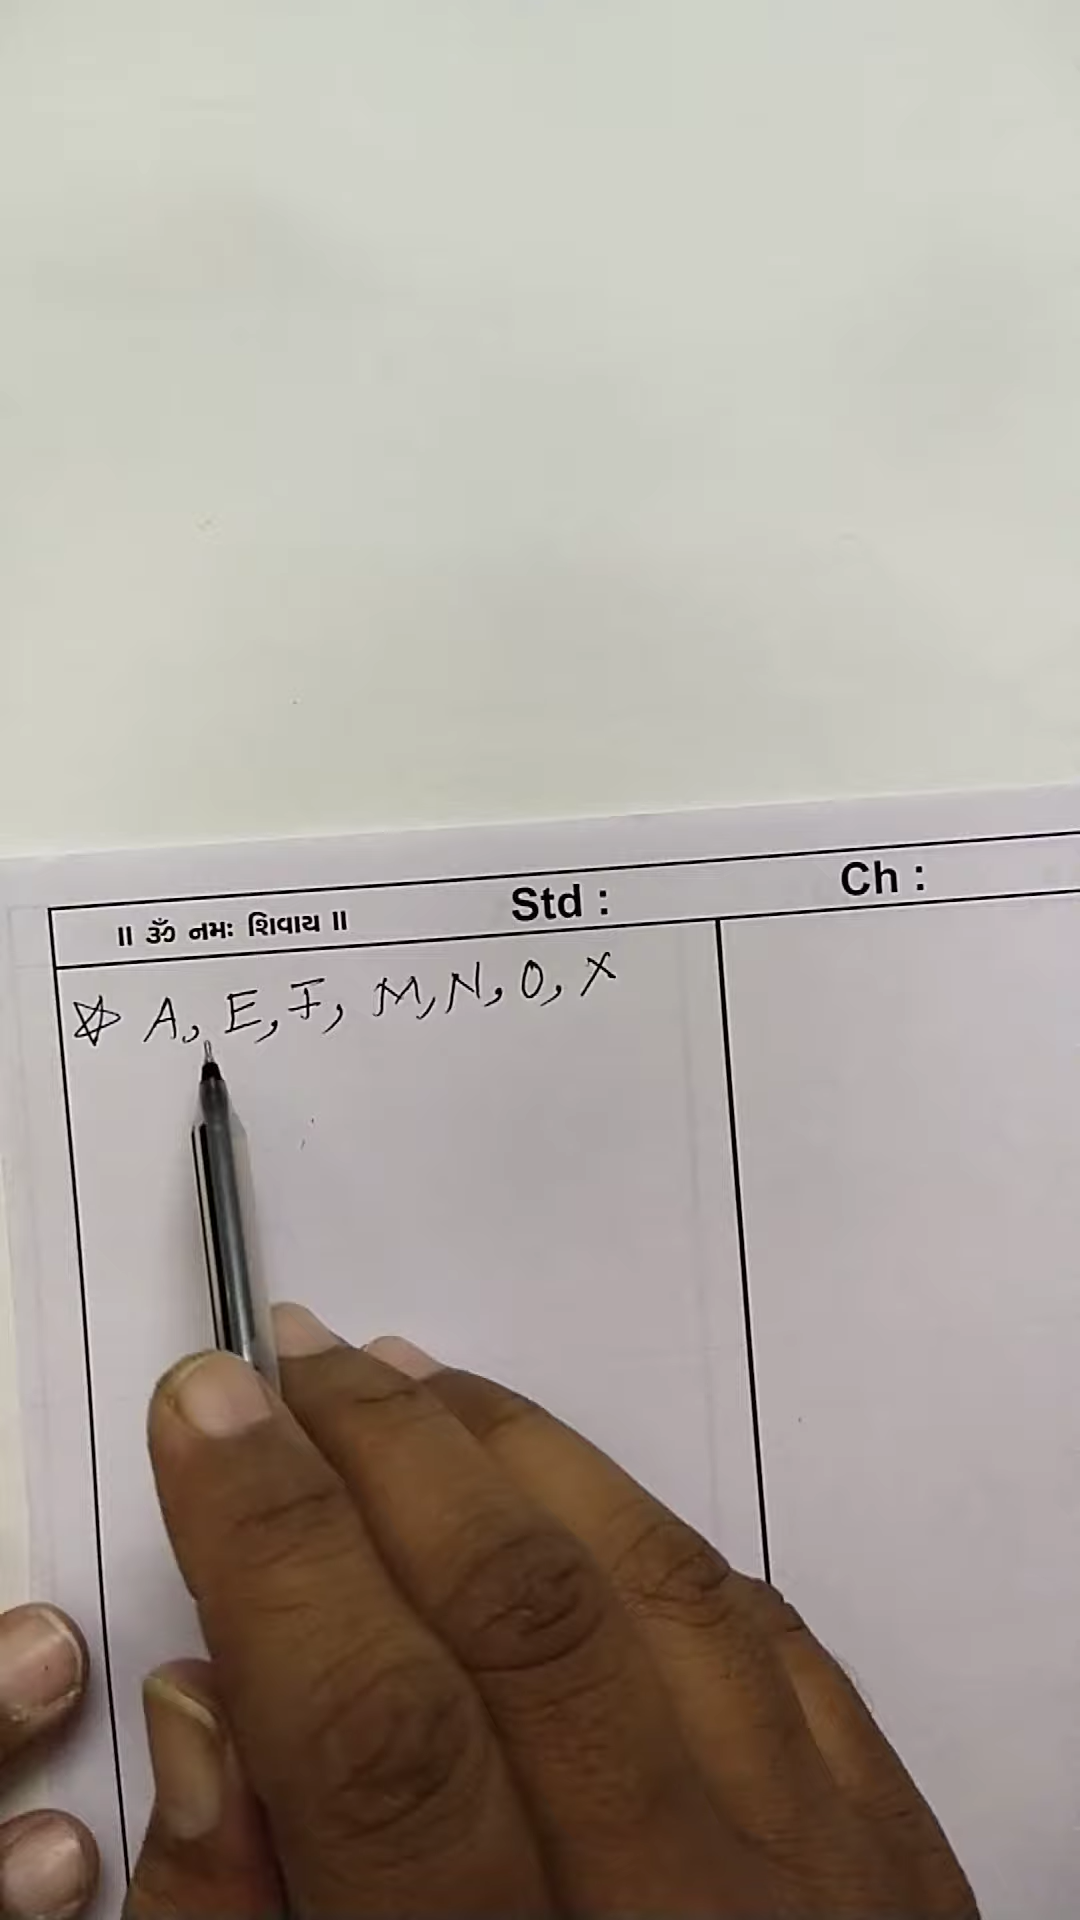 ॥ ૐ નમઃ શિવાય ॥ Std : Ch :
☆ A, E, F, M, N, O, X